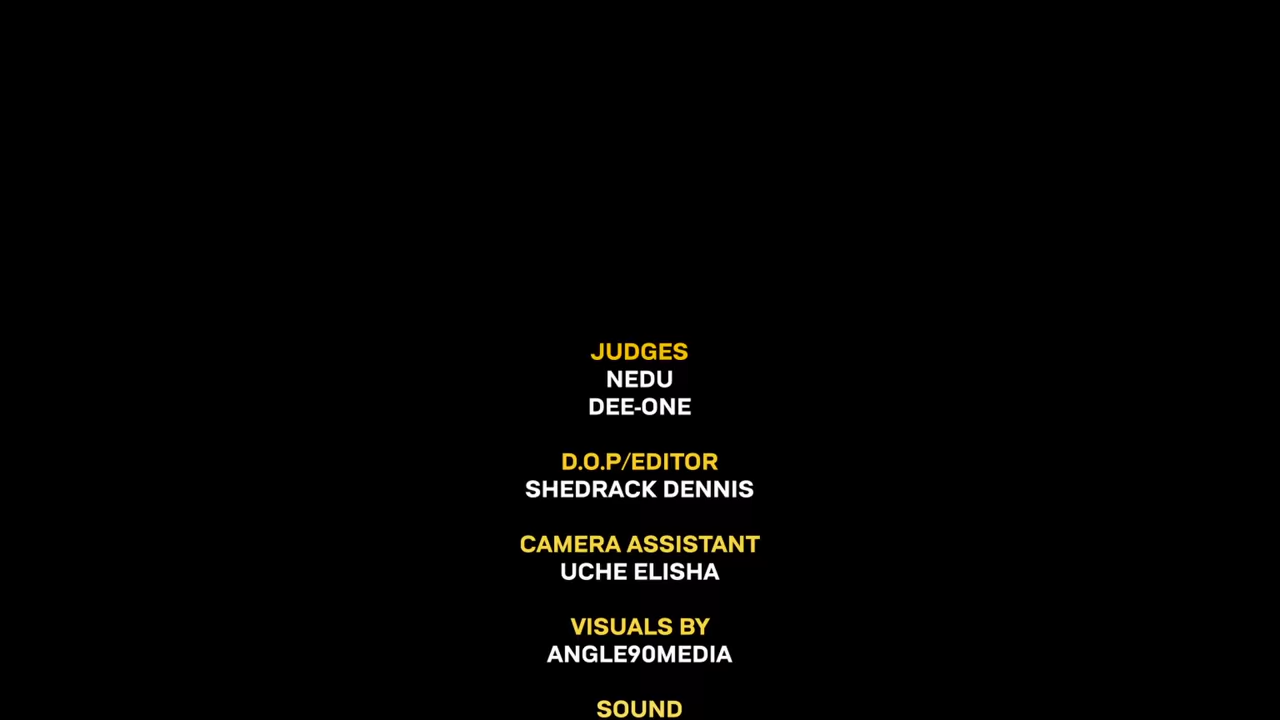 JUDGES
NEDU
DEE-ONE
D.O.P/EDITOR
SHEDRACK DENNIS
CAMERA ASSISTANT
UCHE ELISHA
VISUALS BY
ANGLE90MEDIA
SOUND